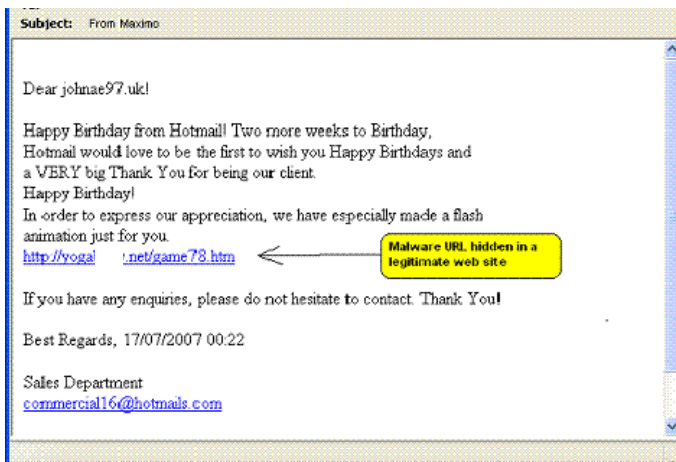 Subject: From Maximo
Dear johnae97.uk!
Happy Birthday from Hotmail! Two more weeks to Birthday,
Hotmail would love to be the first to wish you Happy Birthdays and
a VERY big Thank You for being our client.
Happy Birthday!
In order to express our appreciation, we have especially made a flash
animation just for you.
http://yogal .net/game78.htm
Malware URL hidden in a
legitimate web site
If you have any enquiries, please do not hesitate to contact. Thank You!
Best Regards, 17/07/2007 00:22
Sales Department
commercial16@hotmails.com